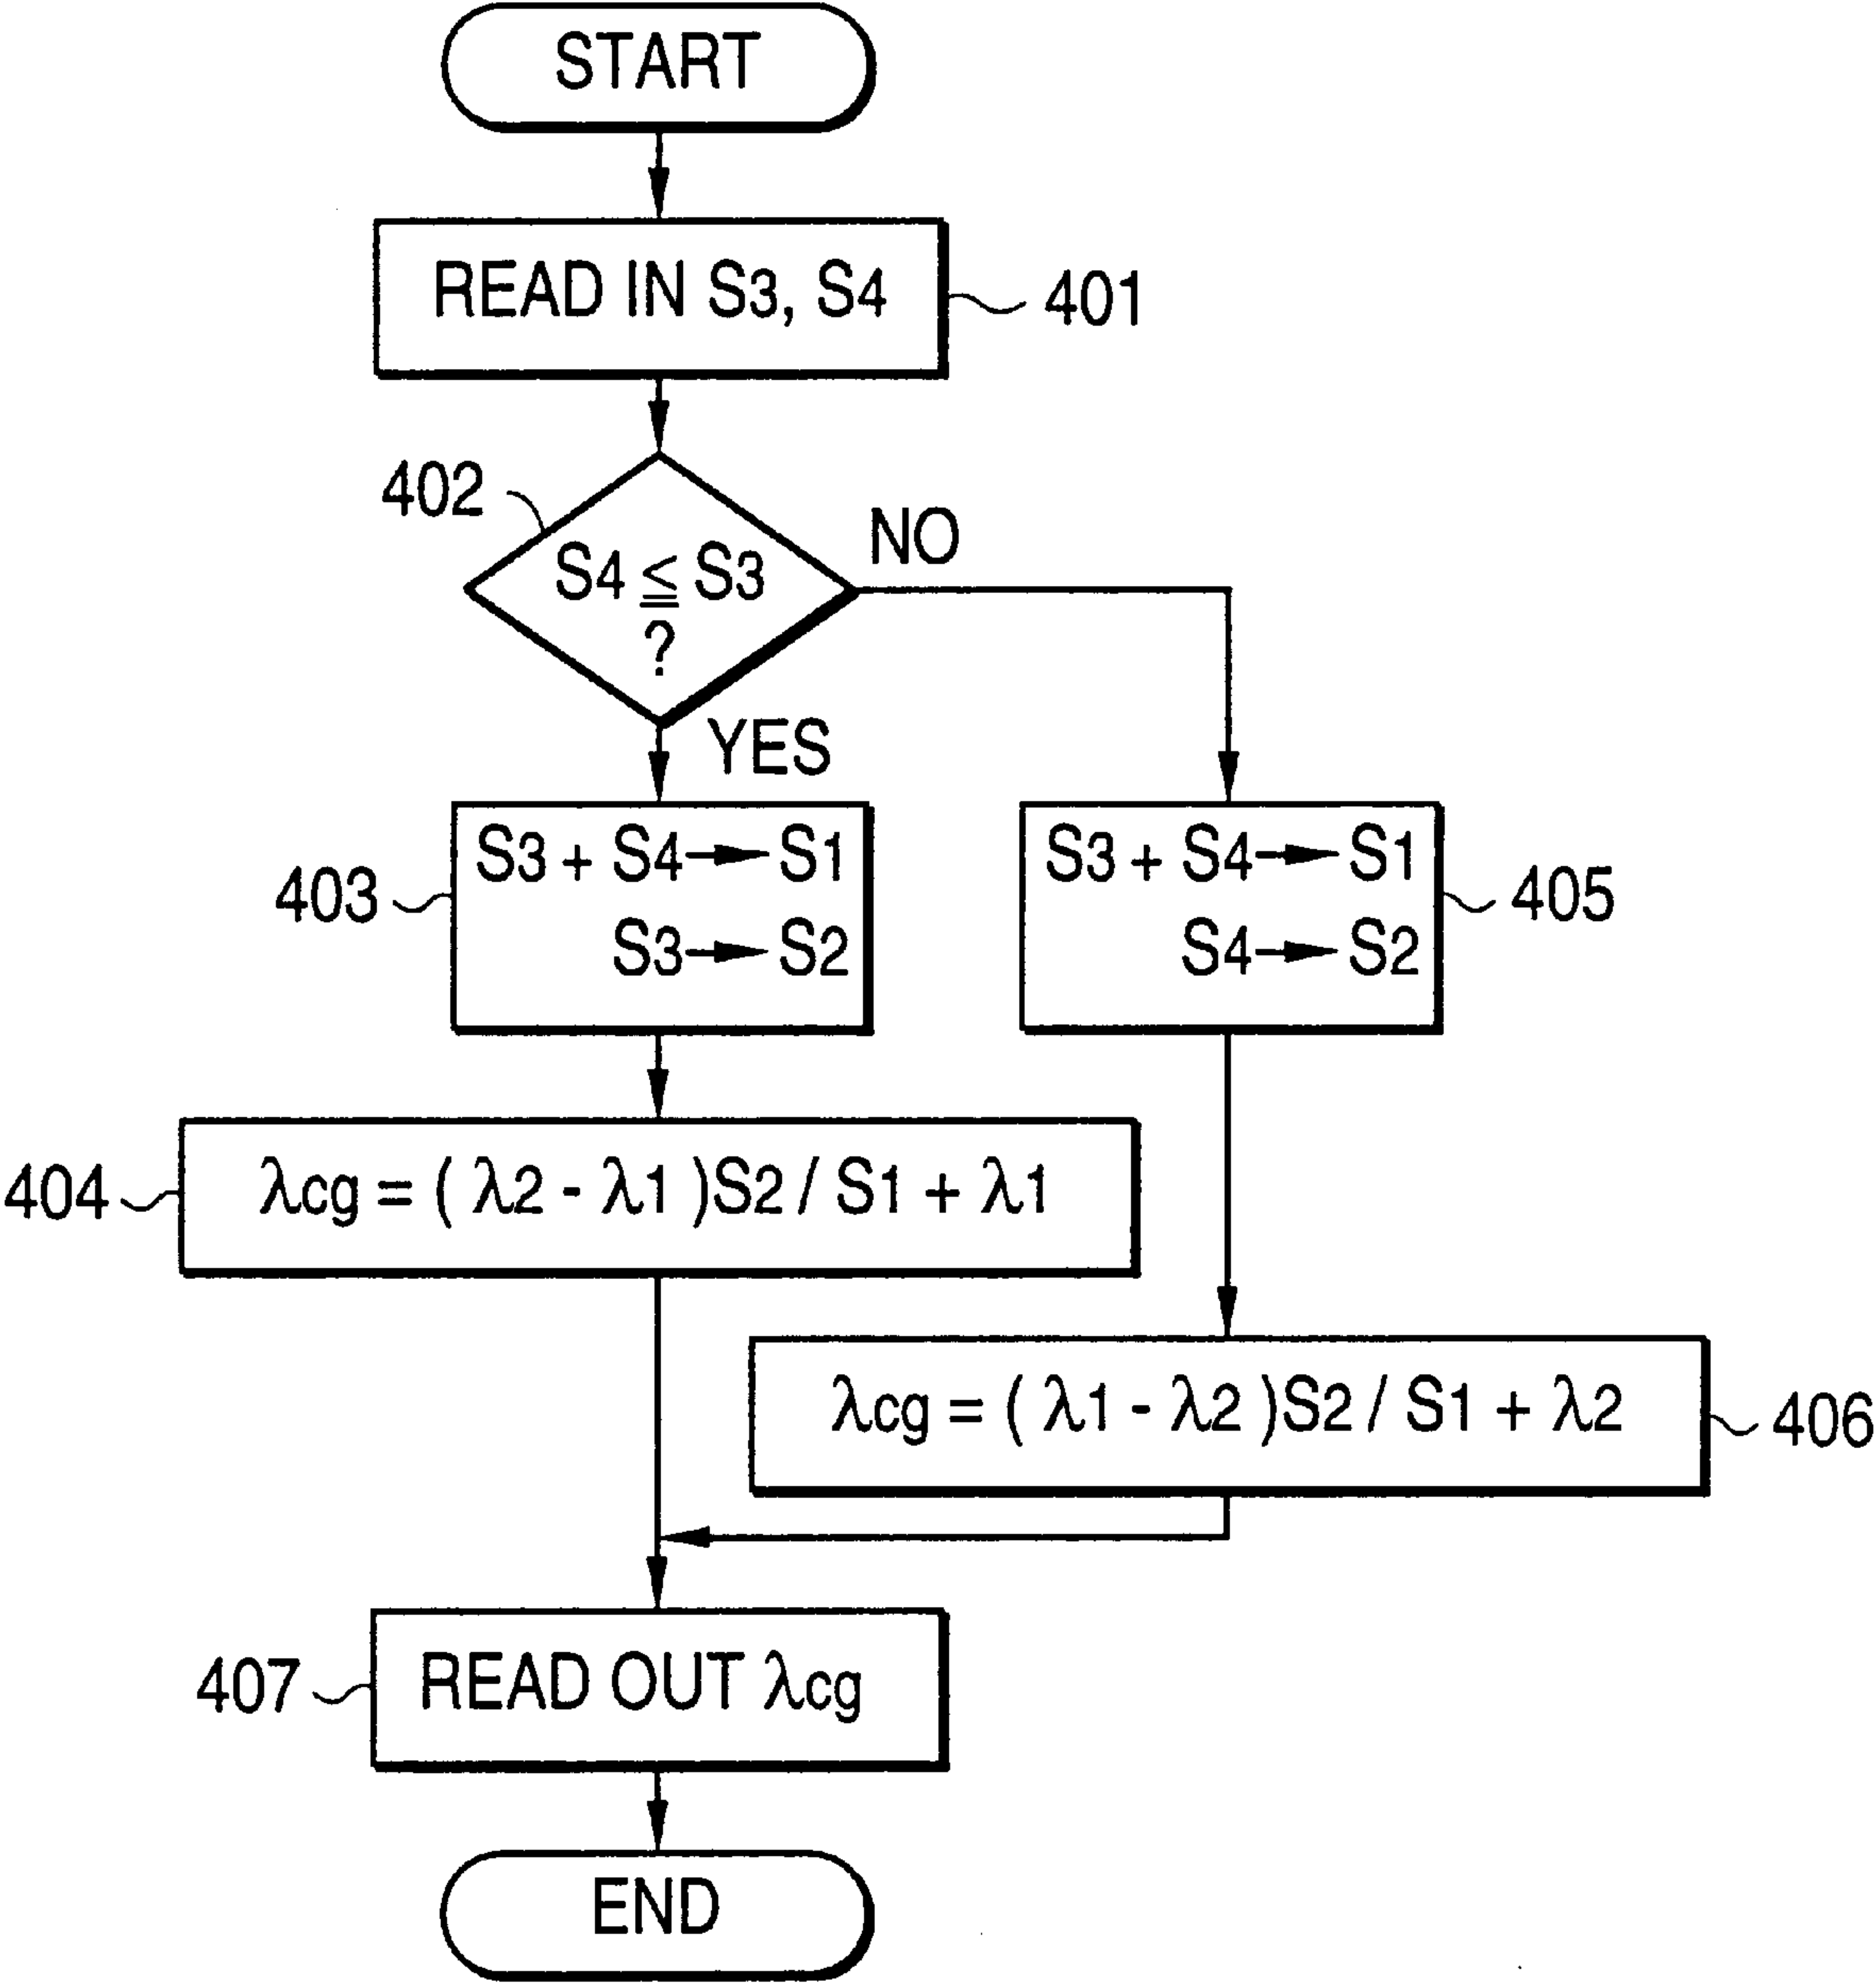 START
READ IN S3, S4
401
402
S4 ≦ S3
?
NO
YES
403
S3 + S4 → S1
S3 → S2
S3 + S4 → S1
S4 → S2
405
404
λcg = ( λ2 - λ1 )S2 / S1 + λ1
λcg = ( λ1 - λ2 )S2 / S1 + λ2
406
407
READ OUT λcg
END